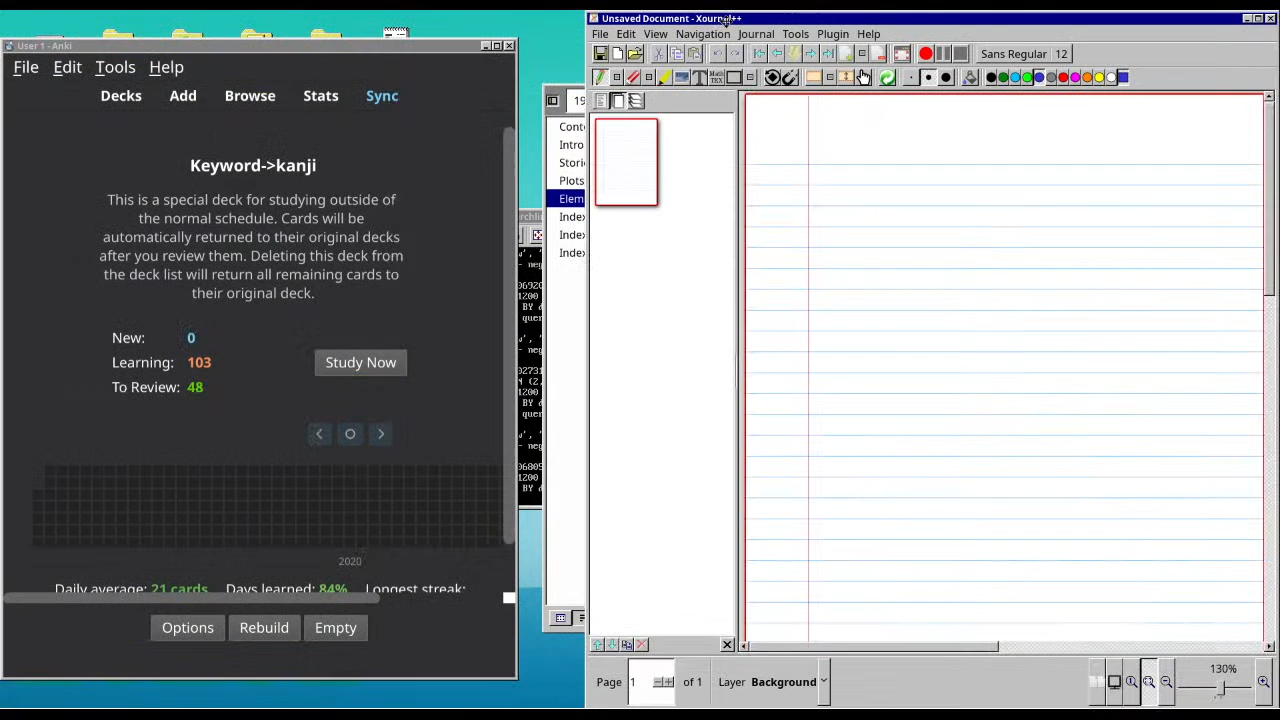 User 1 - Anki
File Edit Tools Help
Decks Add Browse Stats Sync
Keyword->kanji
This is a special deck for studying outside of
the normal schedule. Cards will be
automatically returned to their original decks
after you review them. Deleting this deck from
the deck list will return all remaining cards to
their original deck.
New: 0
Learning: 103
To Review: 48
Study Now
2020
Daily average: 21 cards Days learned: 84% Longest streak:
Options Rebuild Empty
19
Conte
Intro
Storie
Plots
Elem
Index
Index
Index
Unsaved Document - Xournal++
File Edit View Navigation Journal Tools Plugin Help
Sans Regular 12
Page 1 of 1 Layer Background
130%